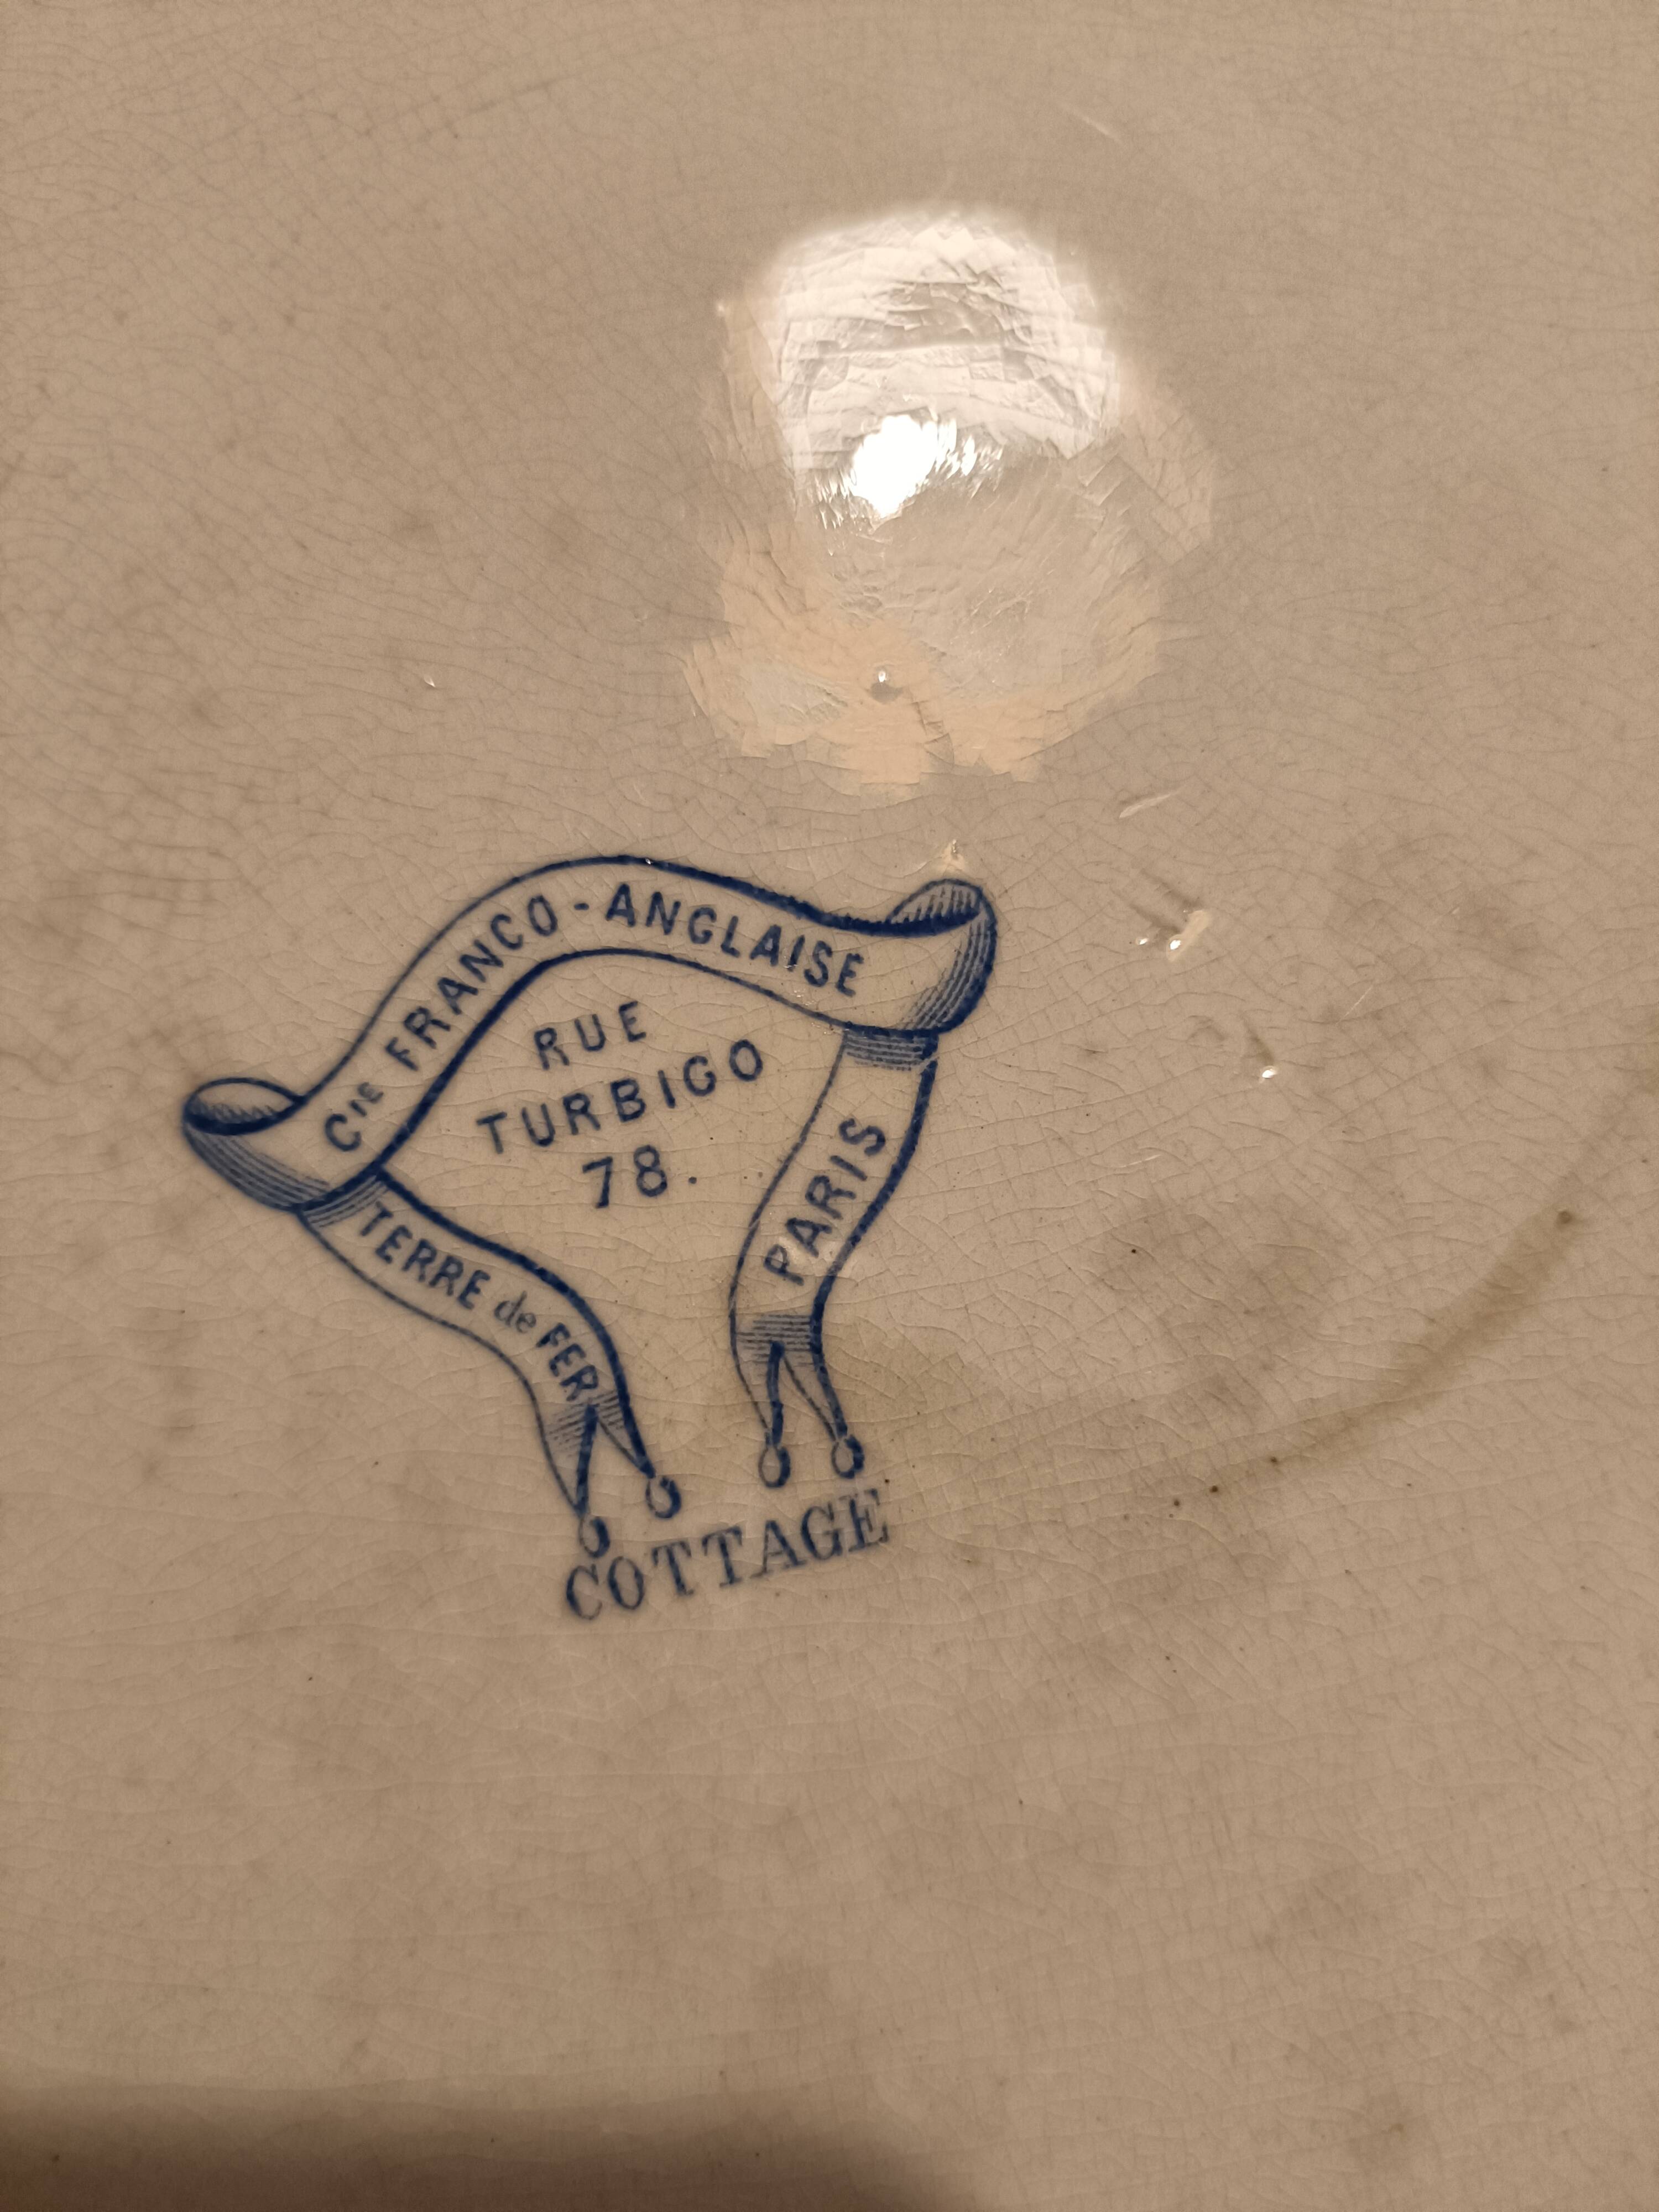 Cie FRANCO-ANGLAISE
RUE
TURBIGO
78.
PARIS
TERRE de FER
COTTAGE